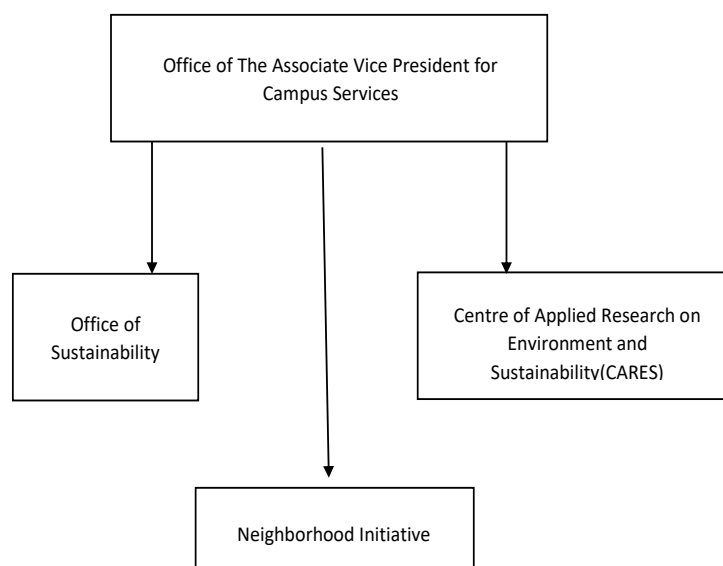 Office of The Associate Vice President for
Campus Services
Office of
Sustainability
Centre of Applied Research on
Environment and
Sustainability(CARES)
Neighborhood Initiative